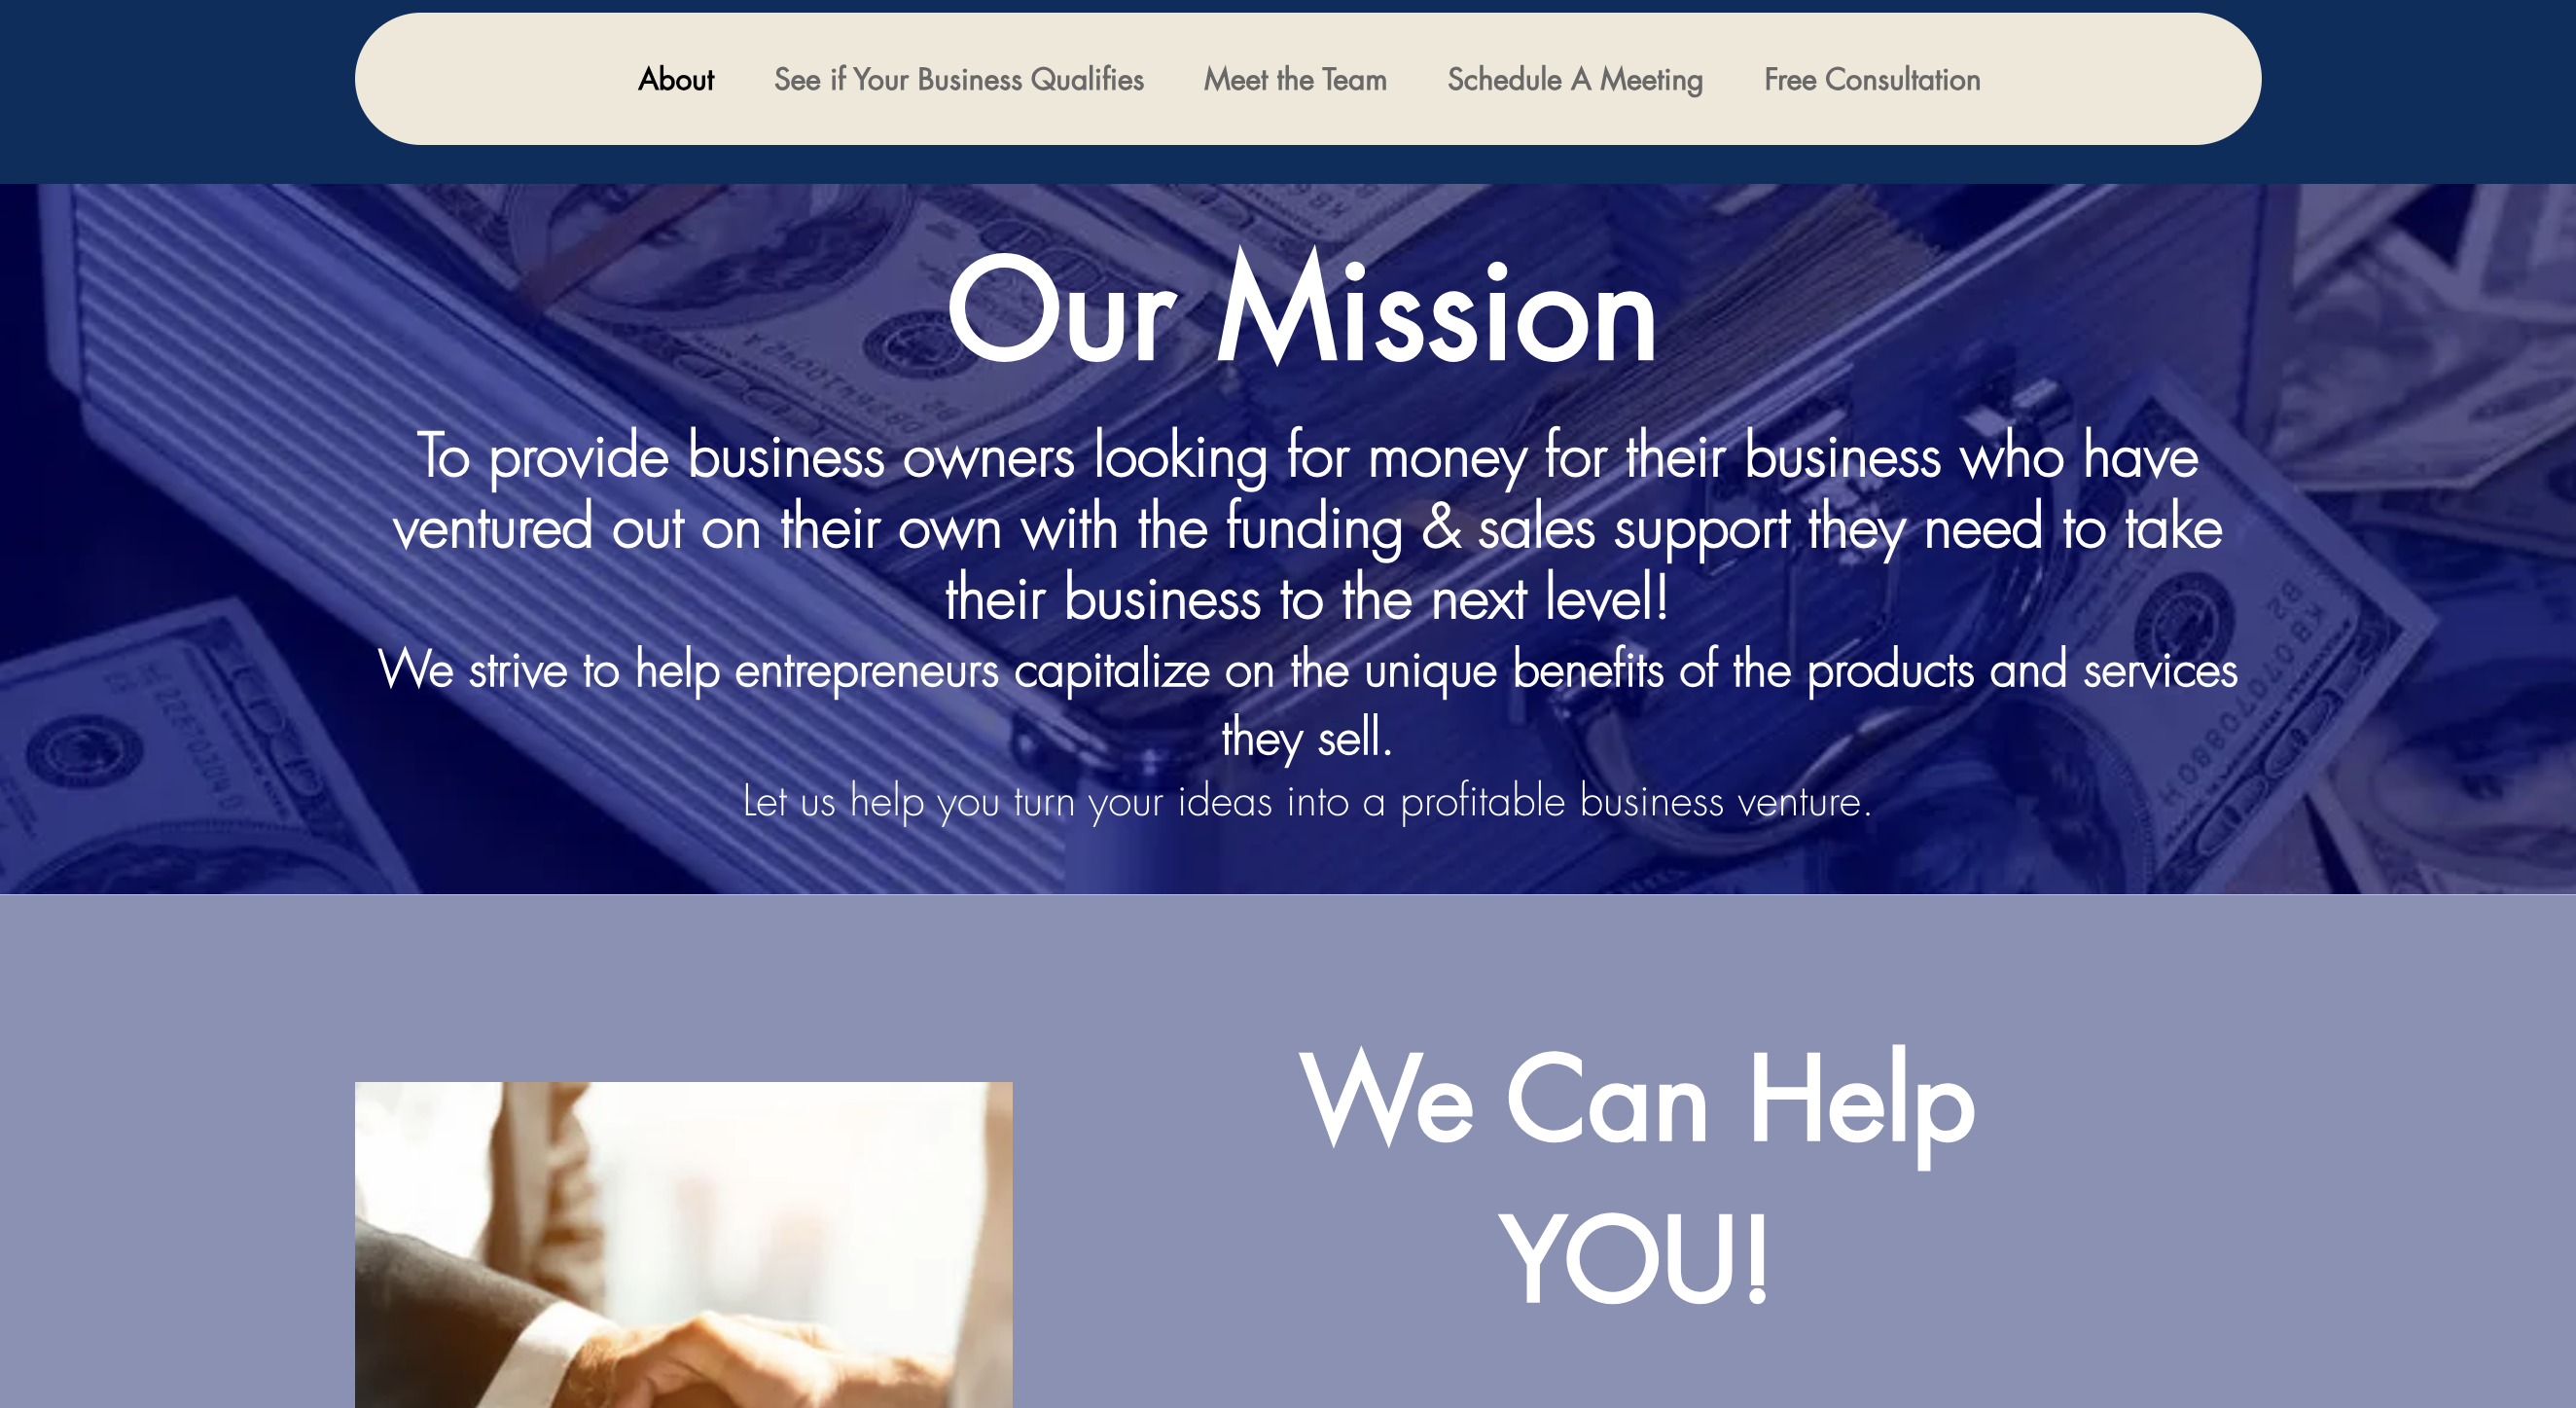 About See if Your Business Qualifies Meet the Team Schedule A Meeting Free Consultation
Our Mission
To provide business owners looking for money for their business who have
ventured out on their own with the funding & sales support they need to take
their business to the next level!
We strive to help entrepreneurs capitalize on the unique benefits of the products and services
they sell.
Let us help you turn your ideas into a profitable business venture.
We Can Help
YOU!